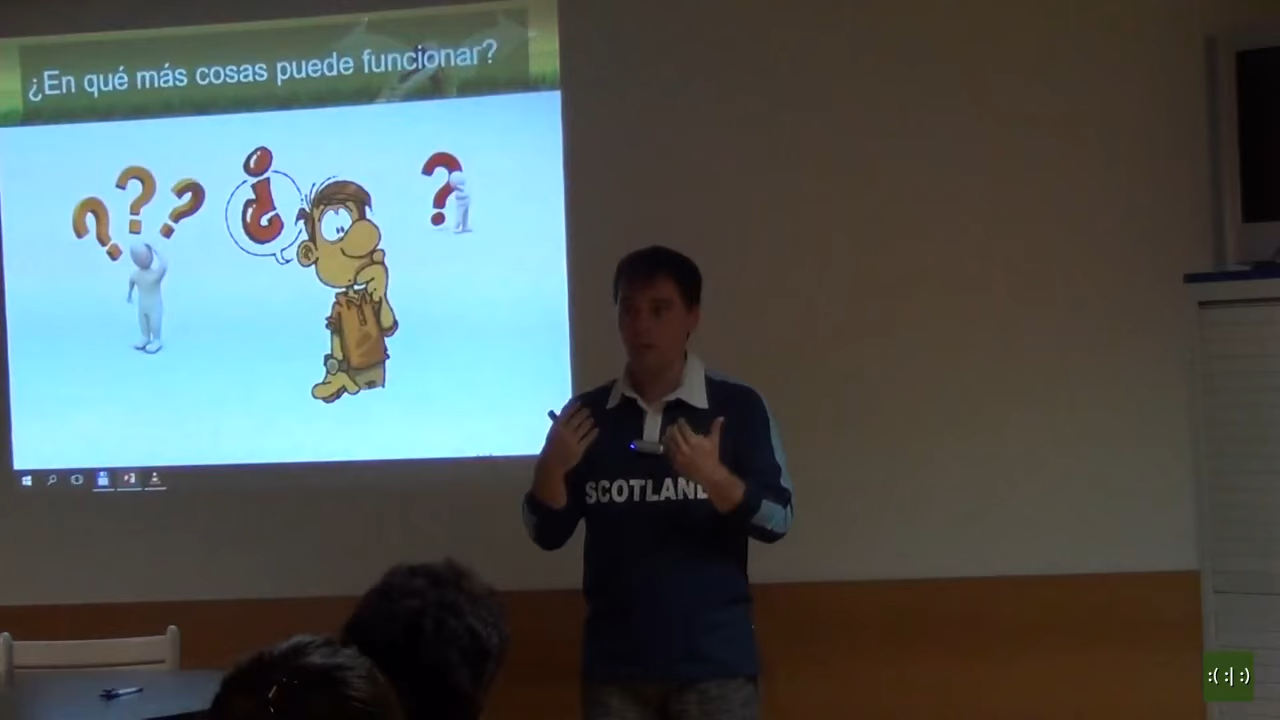 ¿En qué más cosas puede funcionar?
SCOTLAND
:( :| :)